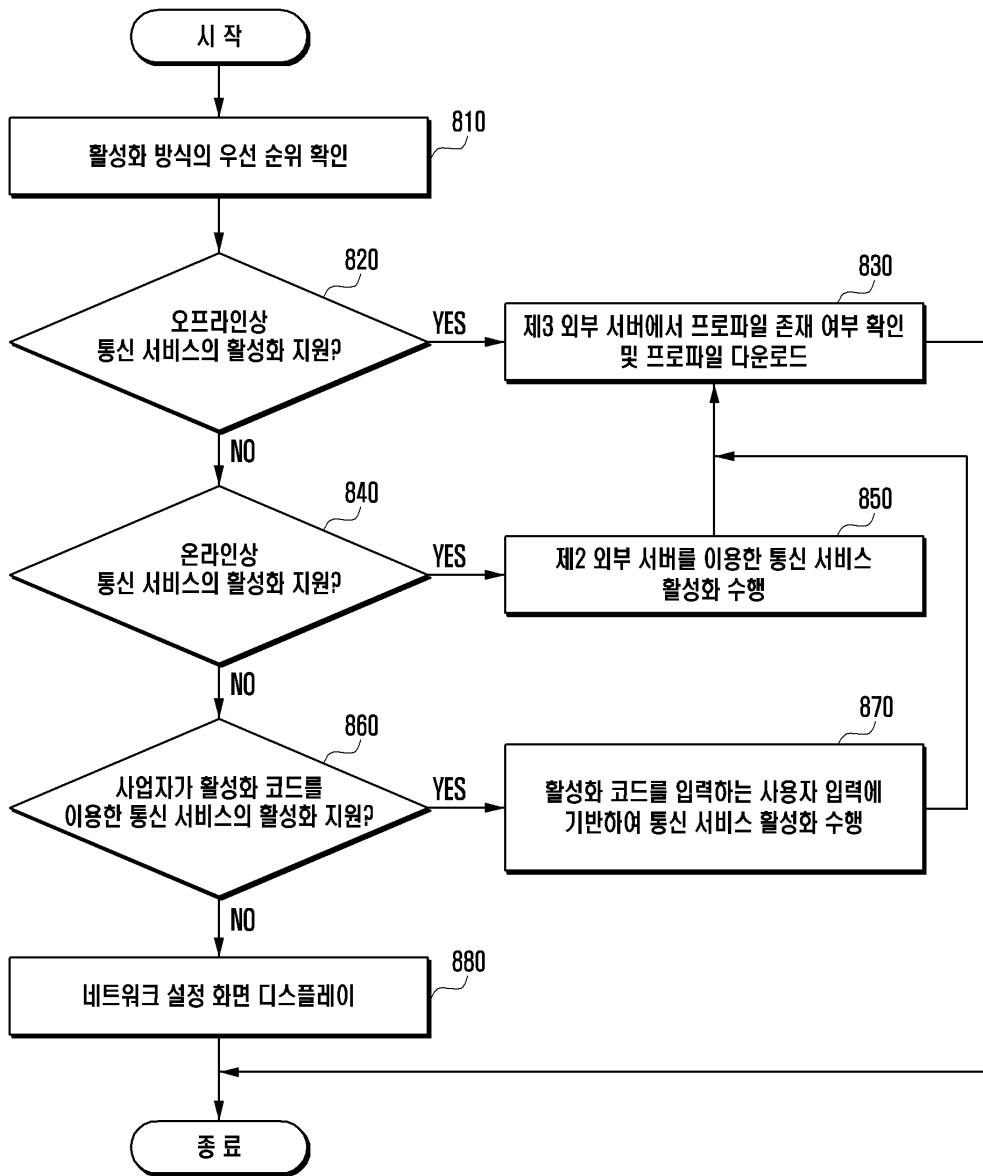 시 작
810
활성화 방식의 우선 순위 확인
820
오프라인상
통신 서비스의 활성화 지원?
YES
830
제3 외부 서버에서 프로파일 존재 여부 확인
및 프로파일 다운로드
NO
840
온라인상
통신 서비스의 활성화 지원?
YES
850
제2 외부 서버를 이용한 통신 서비스
활성화 수행
NO
860
사업자가 활성화 코드를
이용한 통신 서비스의 활성화 지원?
YES
870
활성화 코드를 입력하는 사용자 입력에
기반하여 통신 서비스 활성화 수행
NO
880
네트워크 설정 화면 디스플레이
종 료